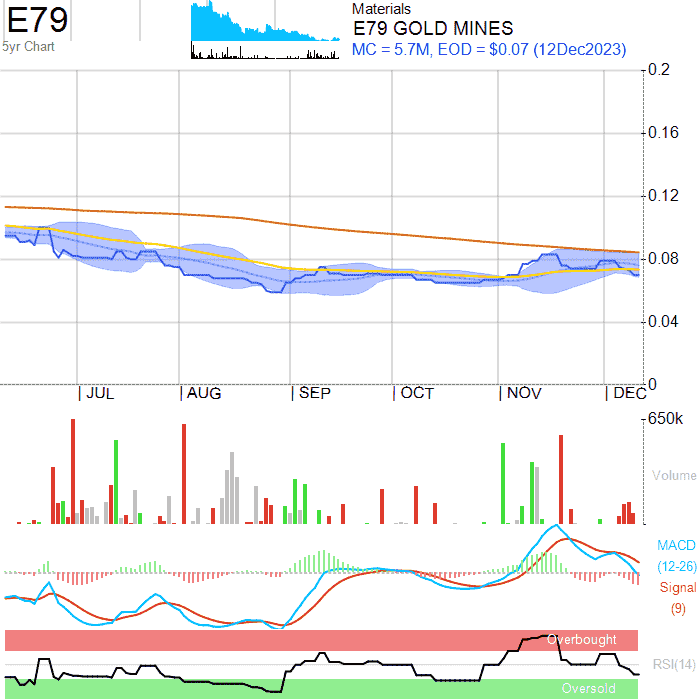 E79
5yr Chart
Materials
E79 GOLD MINES
MC = 5.7M, EOD = $0.07 (12Dec2023)
0.2
0.16
0.12
0.08
0.04
0
JUL
AUG
SEP
OCT
NOV
DEC
650k
Volume
MACD
(12-26)
Signal
(9)
Overbought
RSI(14)
Oversold